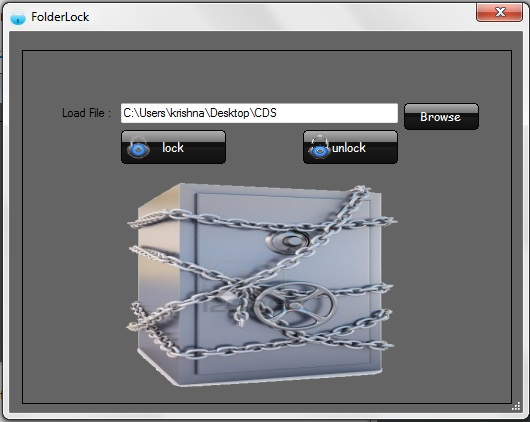 FolderLock
Load File :
C:\Users\krishna\Desktop\CDS
Browse
lock
unlock